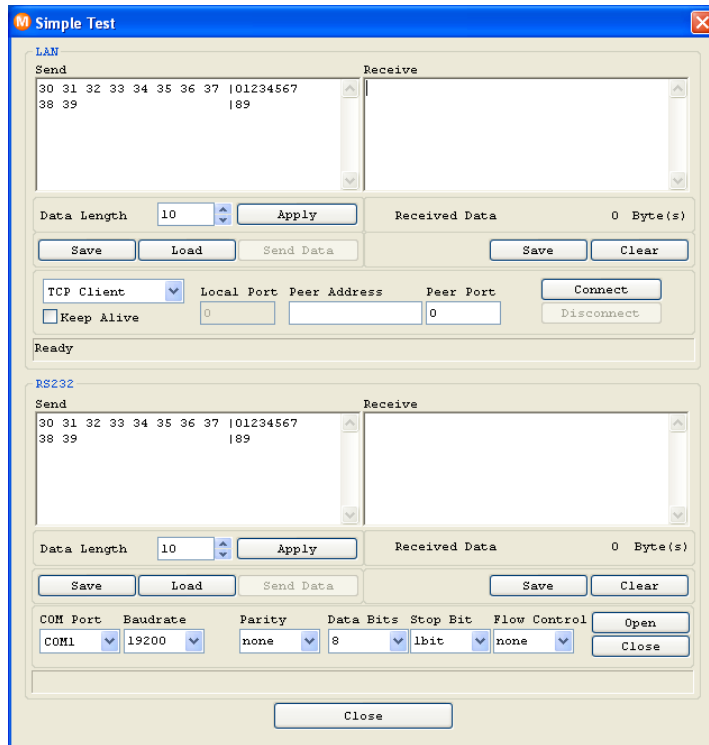 Simple Test
LAN
Send Receive
30 31 32 33 34 35 36 37 |01234567
38 39 |89
Data Length 10 Apply Received Data 0 Byte(s)
Save Load Send Data Save Clear
TCP Client Local Port Peer Address Peer Port Connect
Keep Alive 0 0 Disconnect
Ready
RS232
Send Receive
30 31 32 33 34 35 36 37 |01234567
38 39 |89
Data Length 10 Apply Received Data 0 Byte(s)
Save Load Send Data Save Clear
COM Port Baudrate Parity Data Bits Stop Bit Flow Control Open
COM1 19200 none 8 1bit none Close
Close